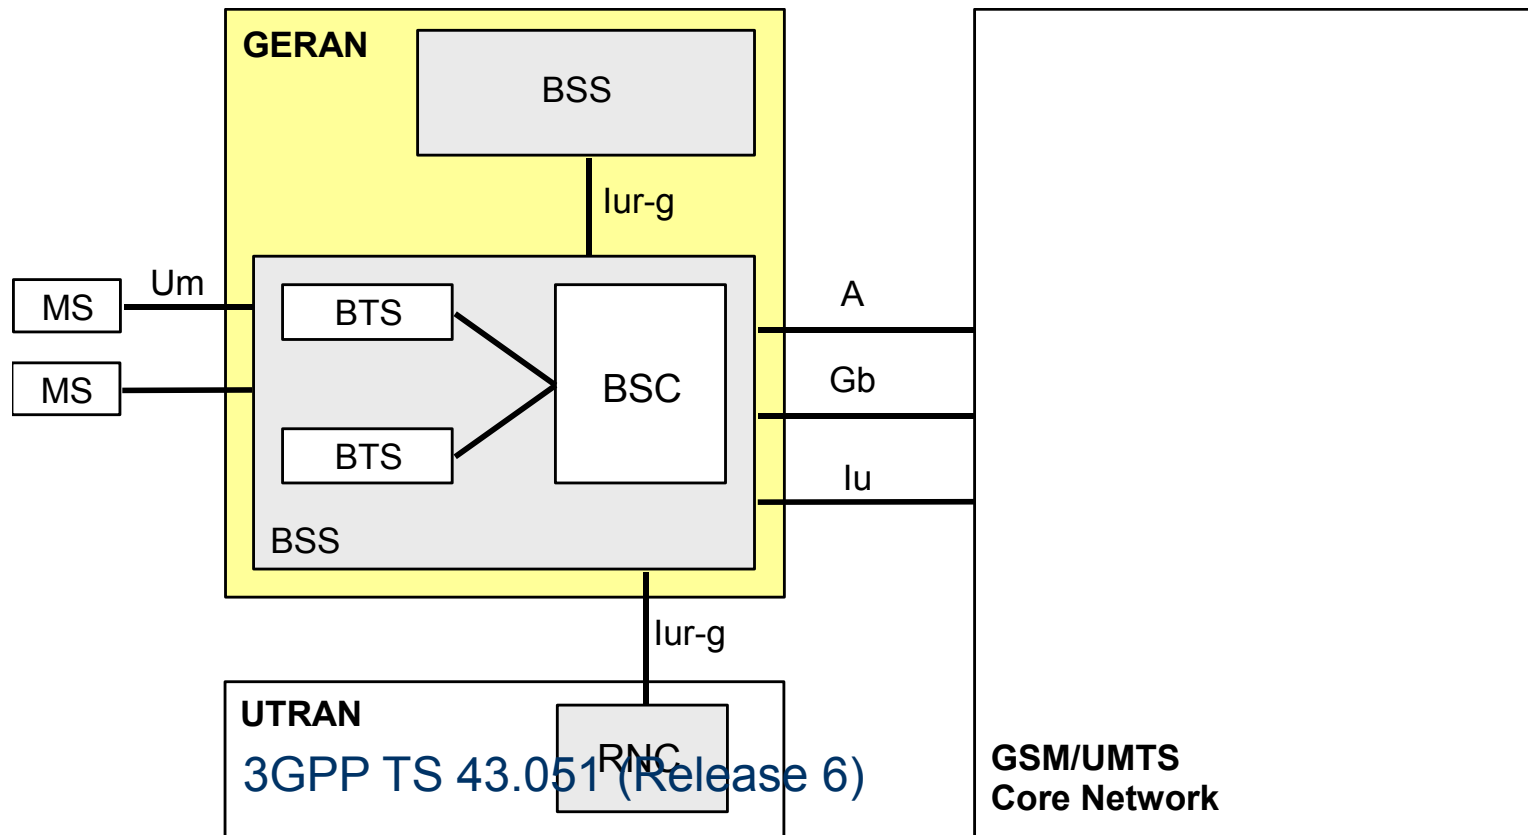 GERAN
BSS
Iur-g
Um
MS
MS
BTS
BTS
BSC
BSS
A
Gb
Iu
Iur-g
UTRAN
RNC
3GPP TS 43.051 (Release 6)
GSM/UMTS
Core Network